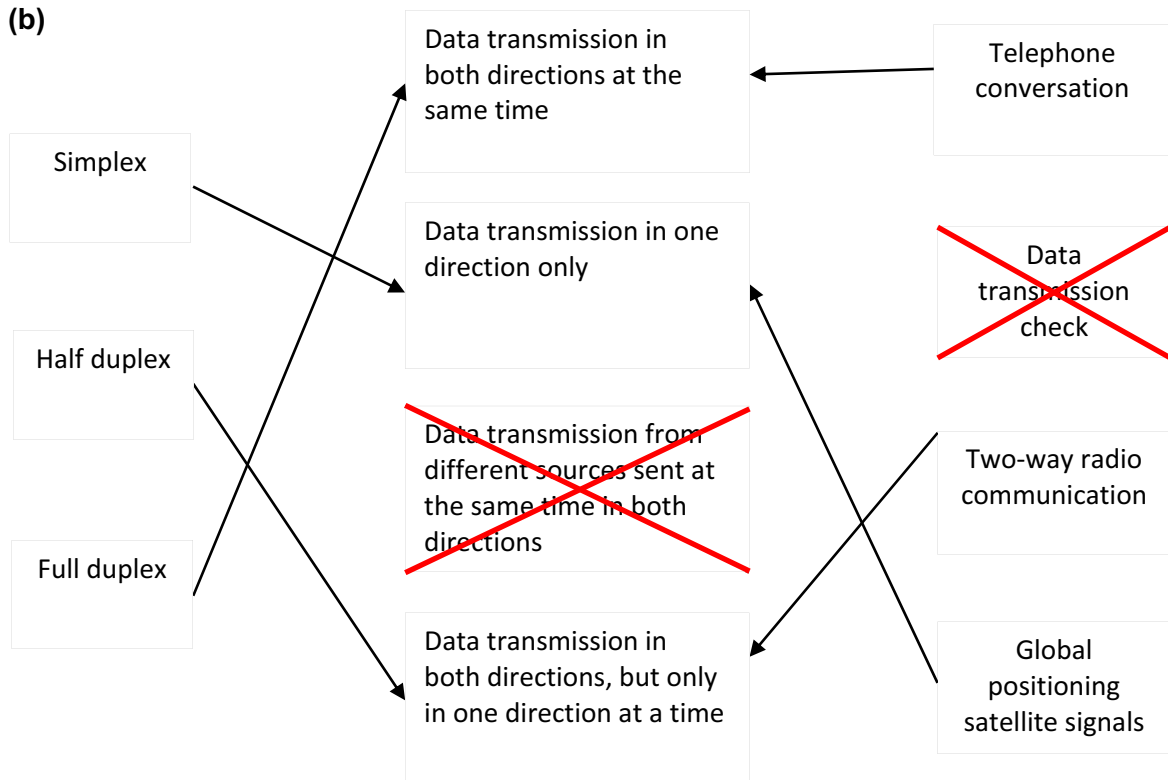 (b)
Simplex
Half duplex
Full duplex
Data transmission in
both directions at the
same time
Data transmission in one
direction only
Data transmission from
different sources sent at
the same time in both
directions
Data transmission in
both directions, but only
in one direction at a time
Telephone
conversation
Data
transmission
check
Two-way radio
communication
Global
positioning
satellite signals